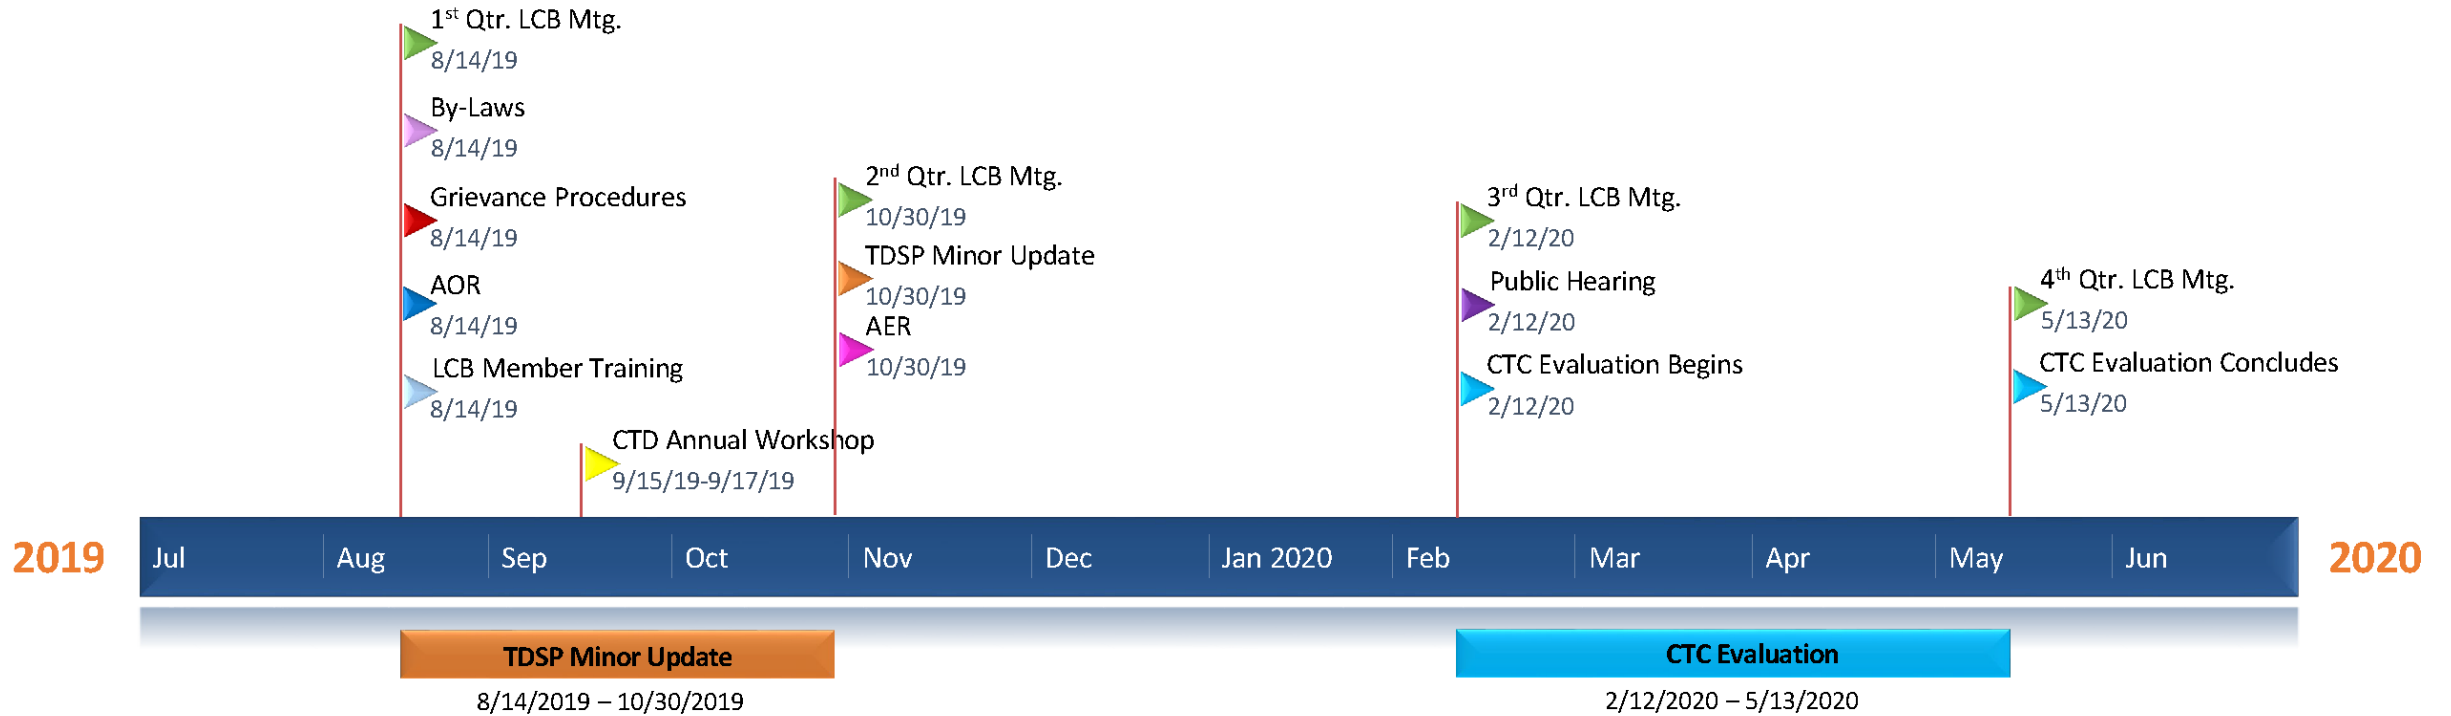 1st Qtr. LCB Mtg.
8/14/19
By-Laws
8/14/19
Grievance Procedures
8/14/19
AOR
8/14/19
LCB Member Training
8/14/19
CTD Annual Workshop
9/15/19-9/17/19
2nd Qtr. LCB Mtg.
10/30/19
TDSP Minor Update
10/30/19
AER
10/30/19
3rd Qtr. LCB Mtg.
2/12/20
Public Hearing
2/12/20
CTC Evaluation Begins
2/12/20
4th Qtr. LCB Mtg.
5/13/20
CTC Evaluation Concludes
5/13/20
2019 Jul Aug Sep Oct Nov Dec Jan 2020 Feb Mar Apr May Jun 2020
TDSP Minor Update
8/14/2019 – 10/30/2019
CTC Evaluation
2/12/2020 – 5/13/2020